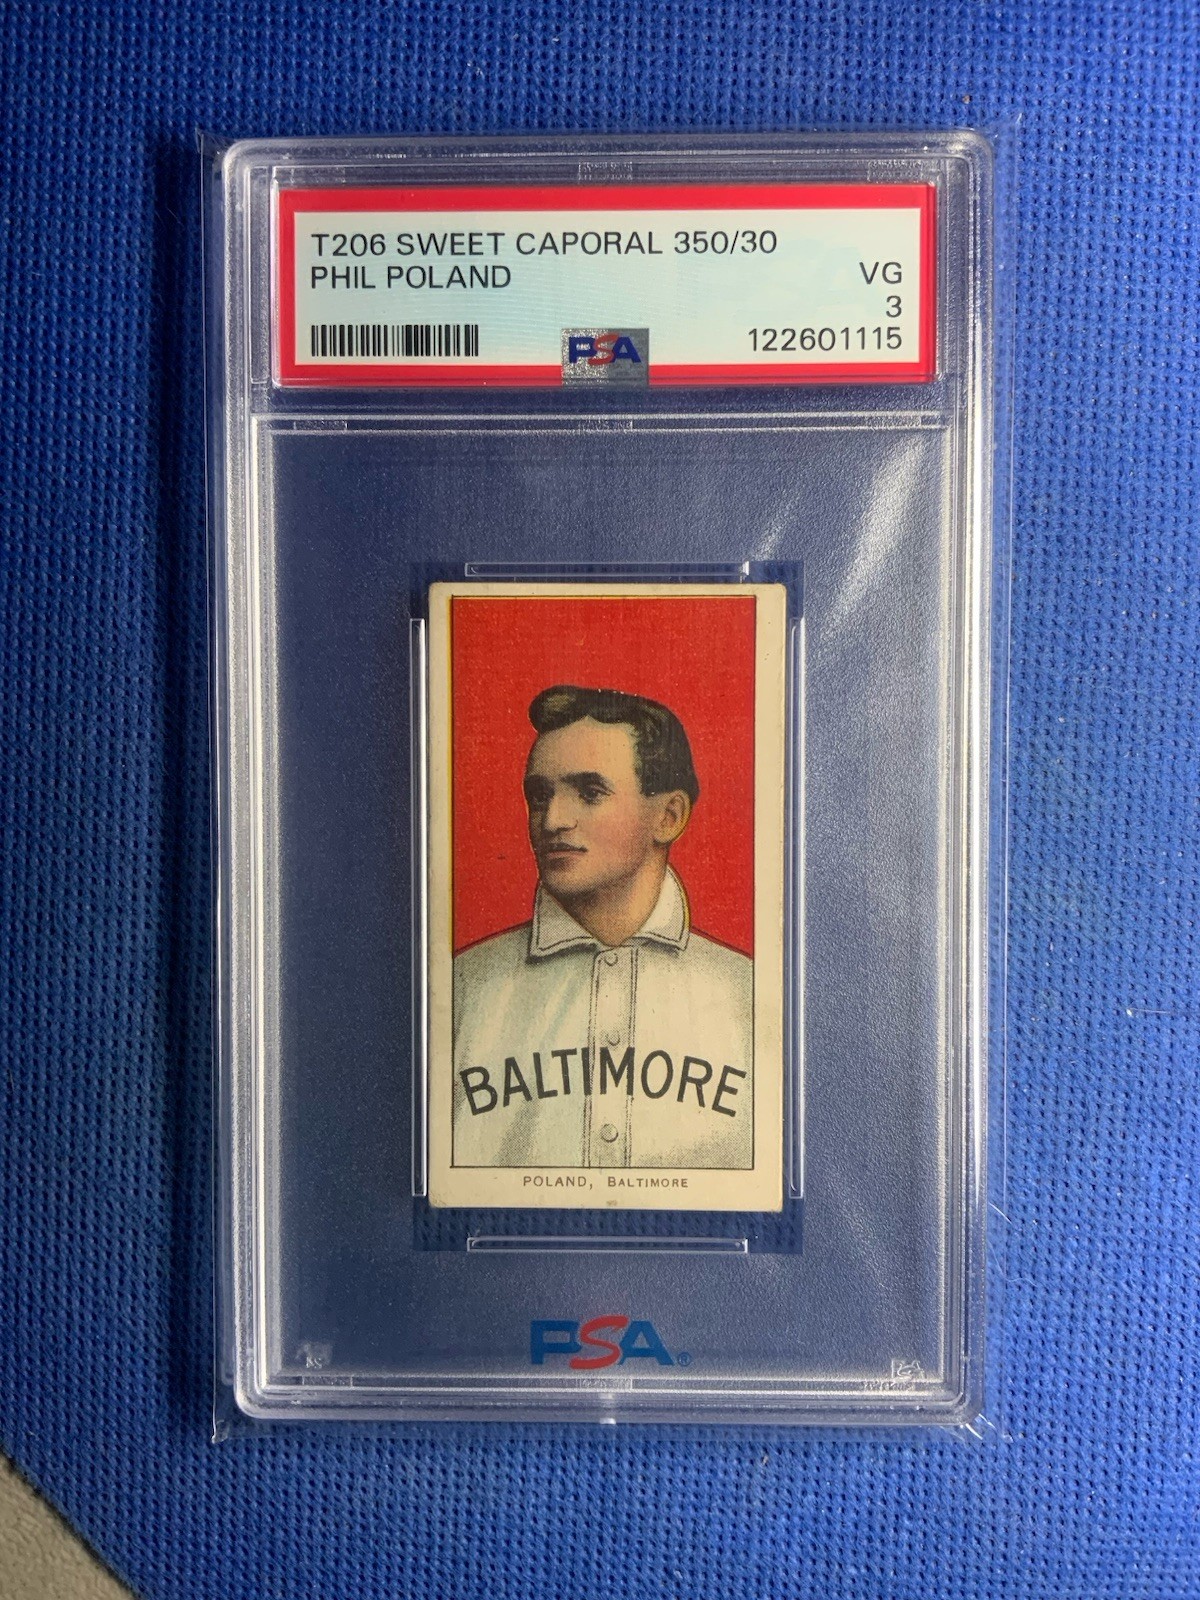 T206 SWEET CAPORAL 350/30
PHIL POLAND
VG
3
PSA
122601115
BALTIMORE
POLAND, BALTIMORE
PSA®